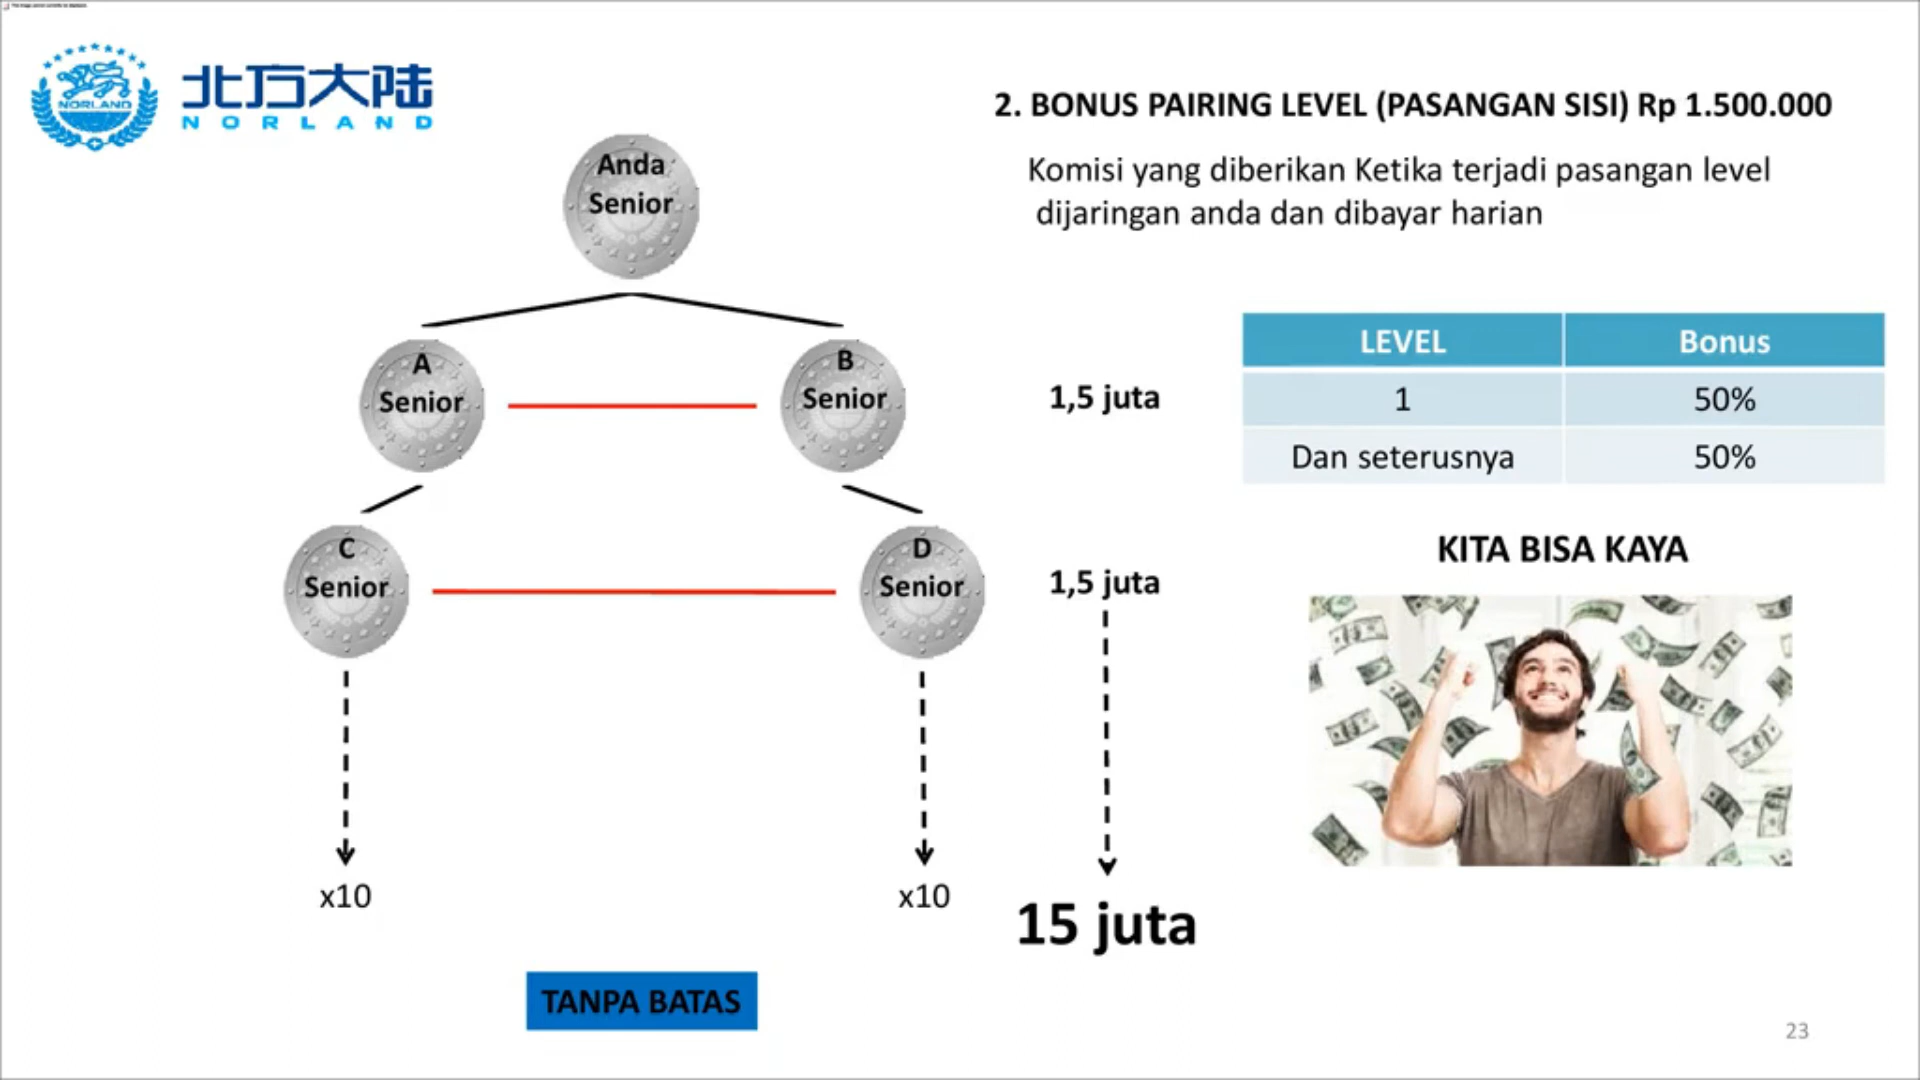 北方大陆
NORLAND
NORLAND
2. BONUS PAIRING LEVEL (PASANGAN SISI) Rp 1.500.000
Komisi yang diberikan Ketika terjadi pasangan level
dijaringan anda dan dibayar harian
Anda
Senior
A
Senior
B
Senior
1,5 juta
LEVEL Bonus
1 50%
Dan seterusnya 50%
C
Senior
D
Senior
1,5 juta
KITA BISA KAYA
x10
x10
15 juta
TANPA BATAS
23